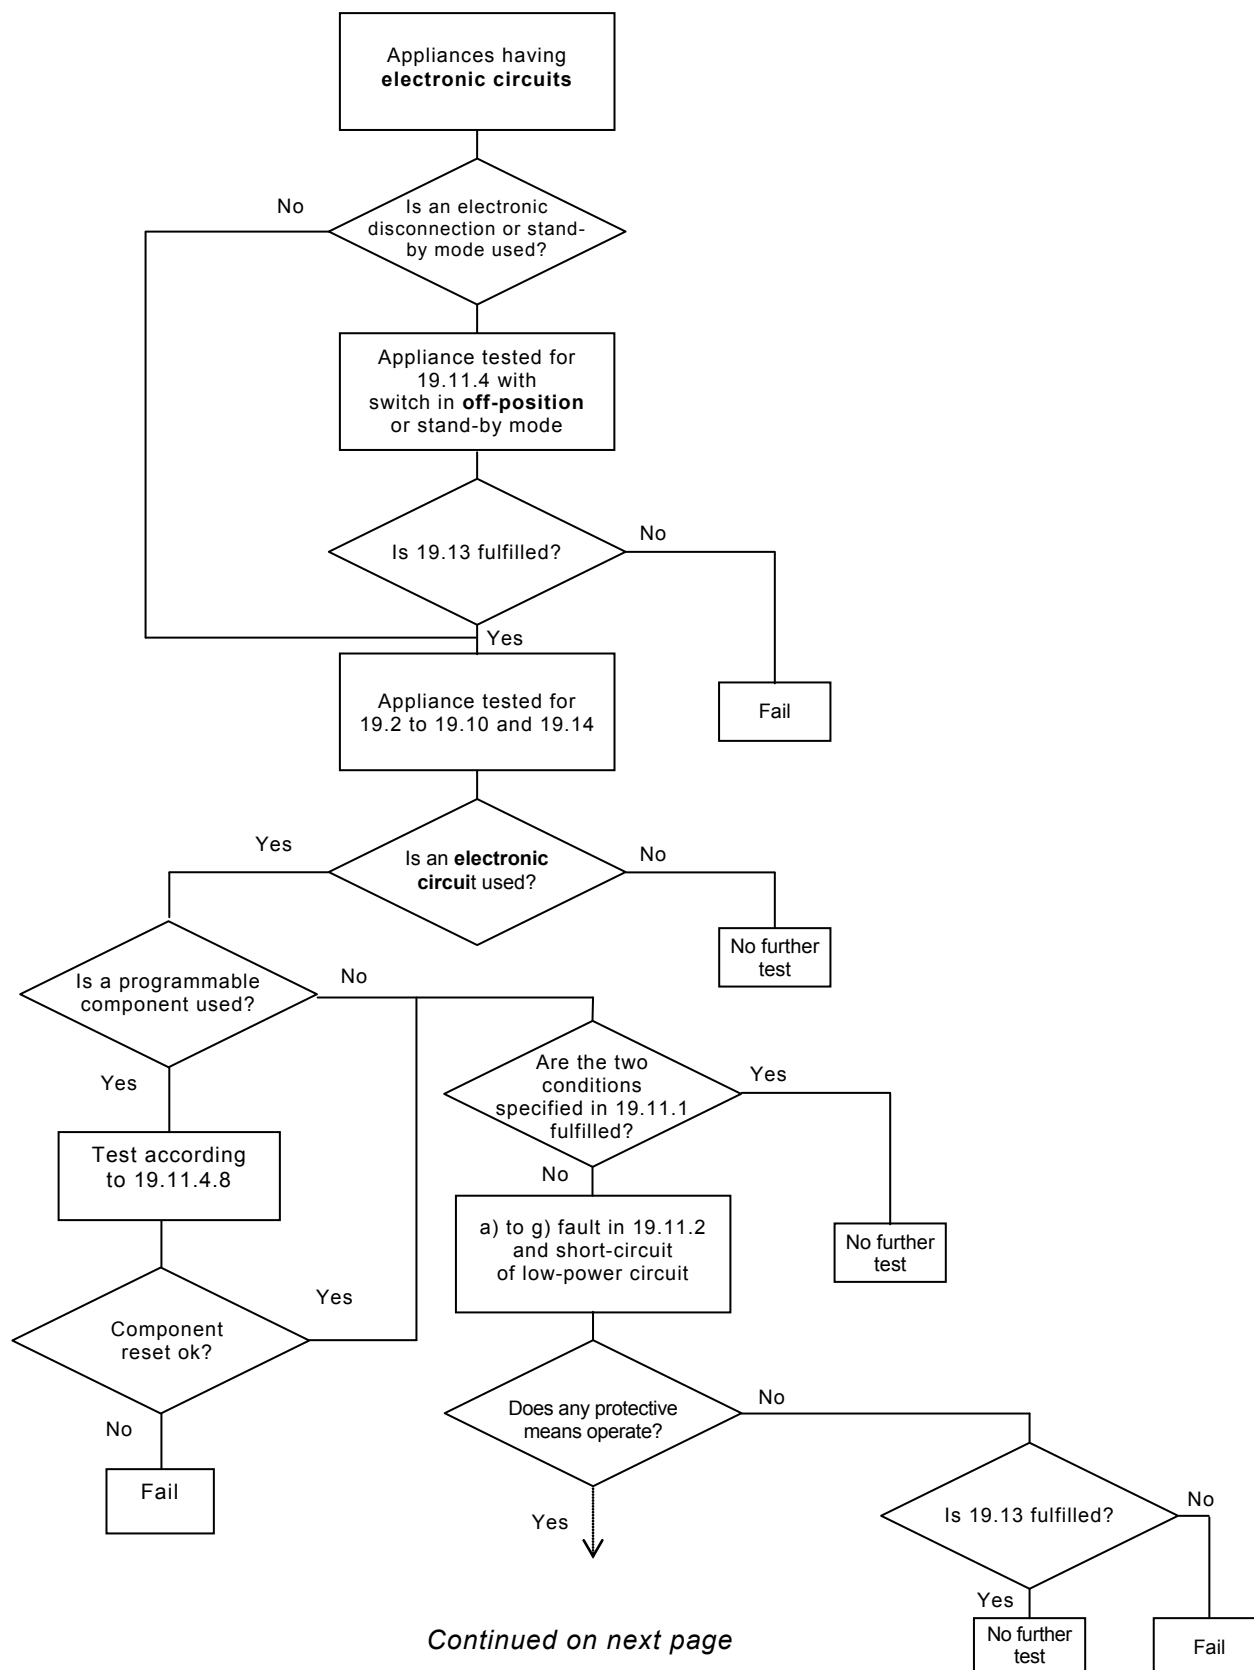 Appliances having
electronic circuits
No
Is an electronic
disconnection or stand-
by mode used?
Appliance tested for
19.11.4 with
switch in off-position
or stand-by mode
Is 19.13 fulfilled?
No
Yes
Appliance tested for
19.2 to 19.10 and 19.14
Fail
Yes
Is an electronic
circuit used?
No
No further
test
Is a programmable
component used?
No
Yes
Are the two
conditions
specified in 19.11.1
fulfilled?
Yes
Test according
to 19.11.4.8
No
a) to g) fault in 19.11.2
and short-circuit
of low-power circuit
No further
test
Component
reset ok?
Yes
No
Fail
Does any protective
means operate?
No
Yes
Is 19.13 fulfilled?
No
Yes
No further
test
Fail
Continued on next page